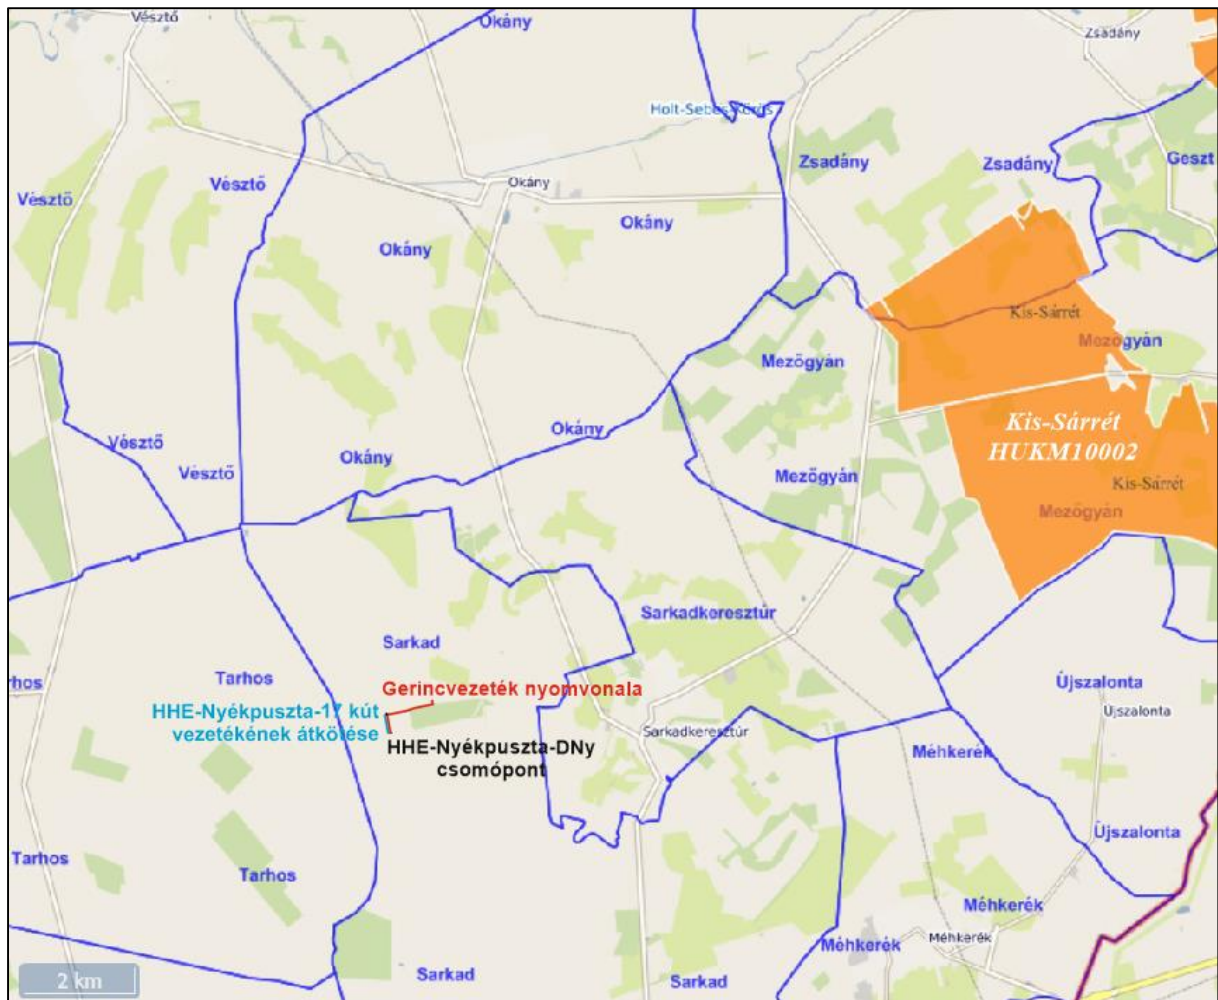 Vésztő
Okány
Zsadány
Holt-Sebes-Körös
Zsadány
Zsadány
Geszt
Vésztő
Vésztő
Okány
Okány
Okány
Kis-Sárrét
Mezőgyán
Mezőgyán
Kis-Sárrét
HUKM10002
Okány
Vésztő
Okány
Vésztő
Mezőgyán
Kis-Sárrét
Mezőgyán
Sarkadkeresztúr
Sarkad
Tarhos
rhos
Gerincvezeték nyomvonala
Újszalonta
HHE-Nyékpuszta-17 kút
vezetékének átkötése
Újszalonta
Sarkadkeresztúr
HHE-Nyékpuszta-DNy
csomópont
Méhkerék
Újszalonta
Tarhos
Tarhos
Méhkerék
Méhkerék
Méhkerék
Sarkad
Sarkad
2 km